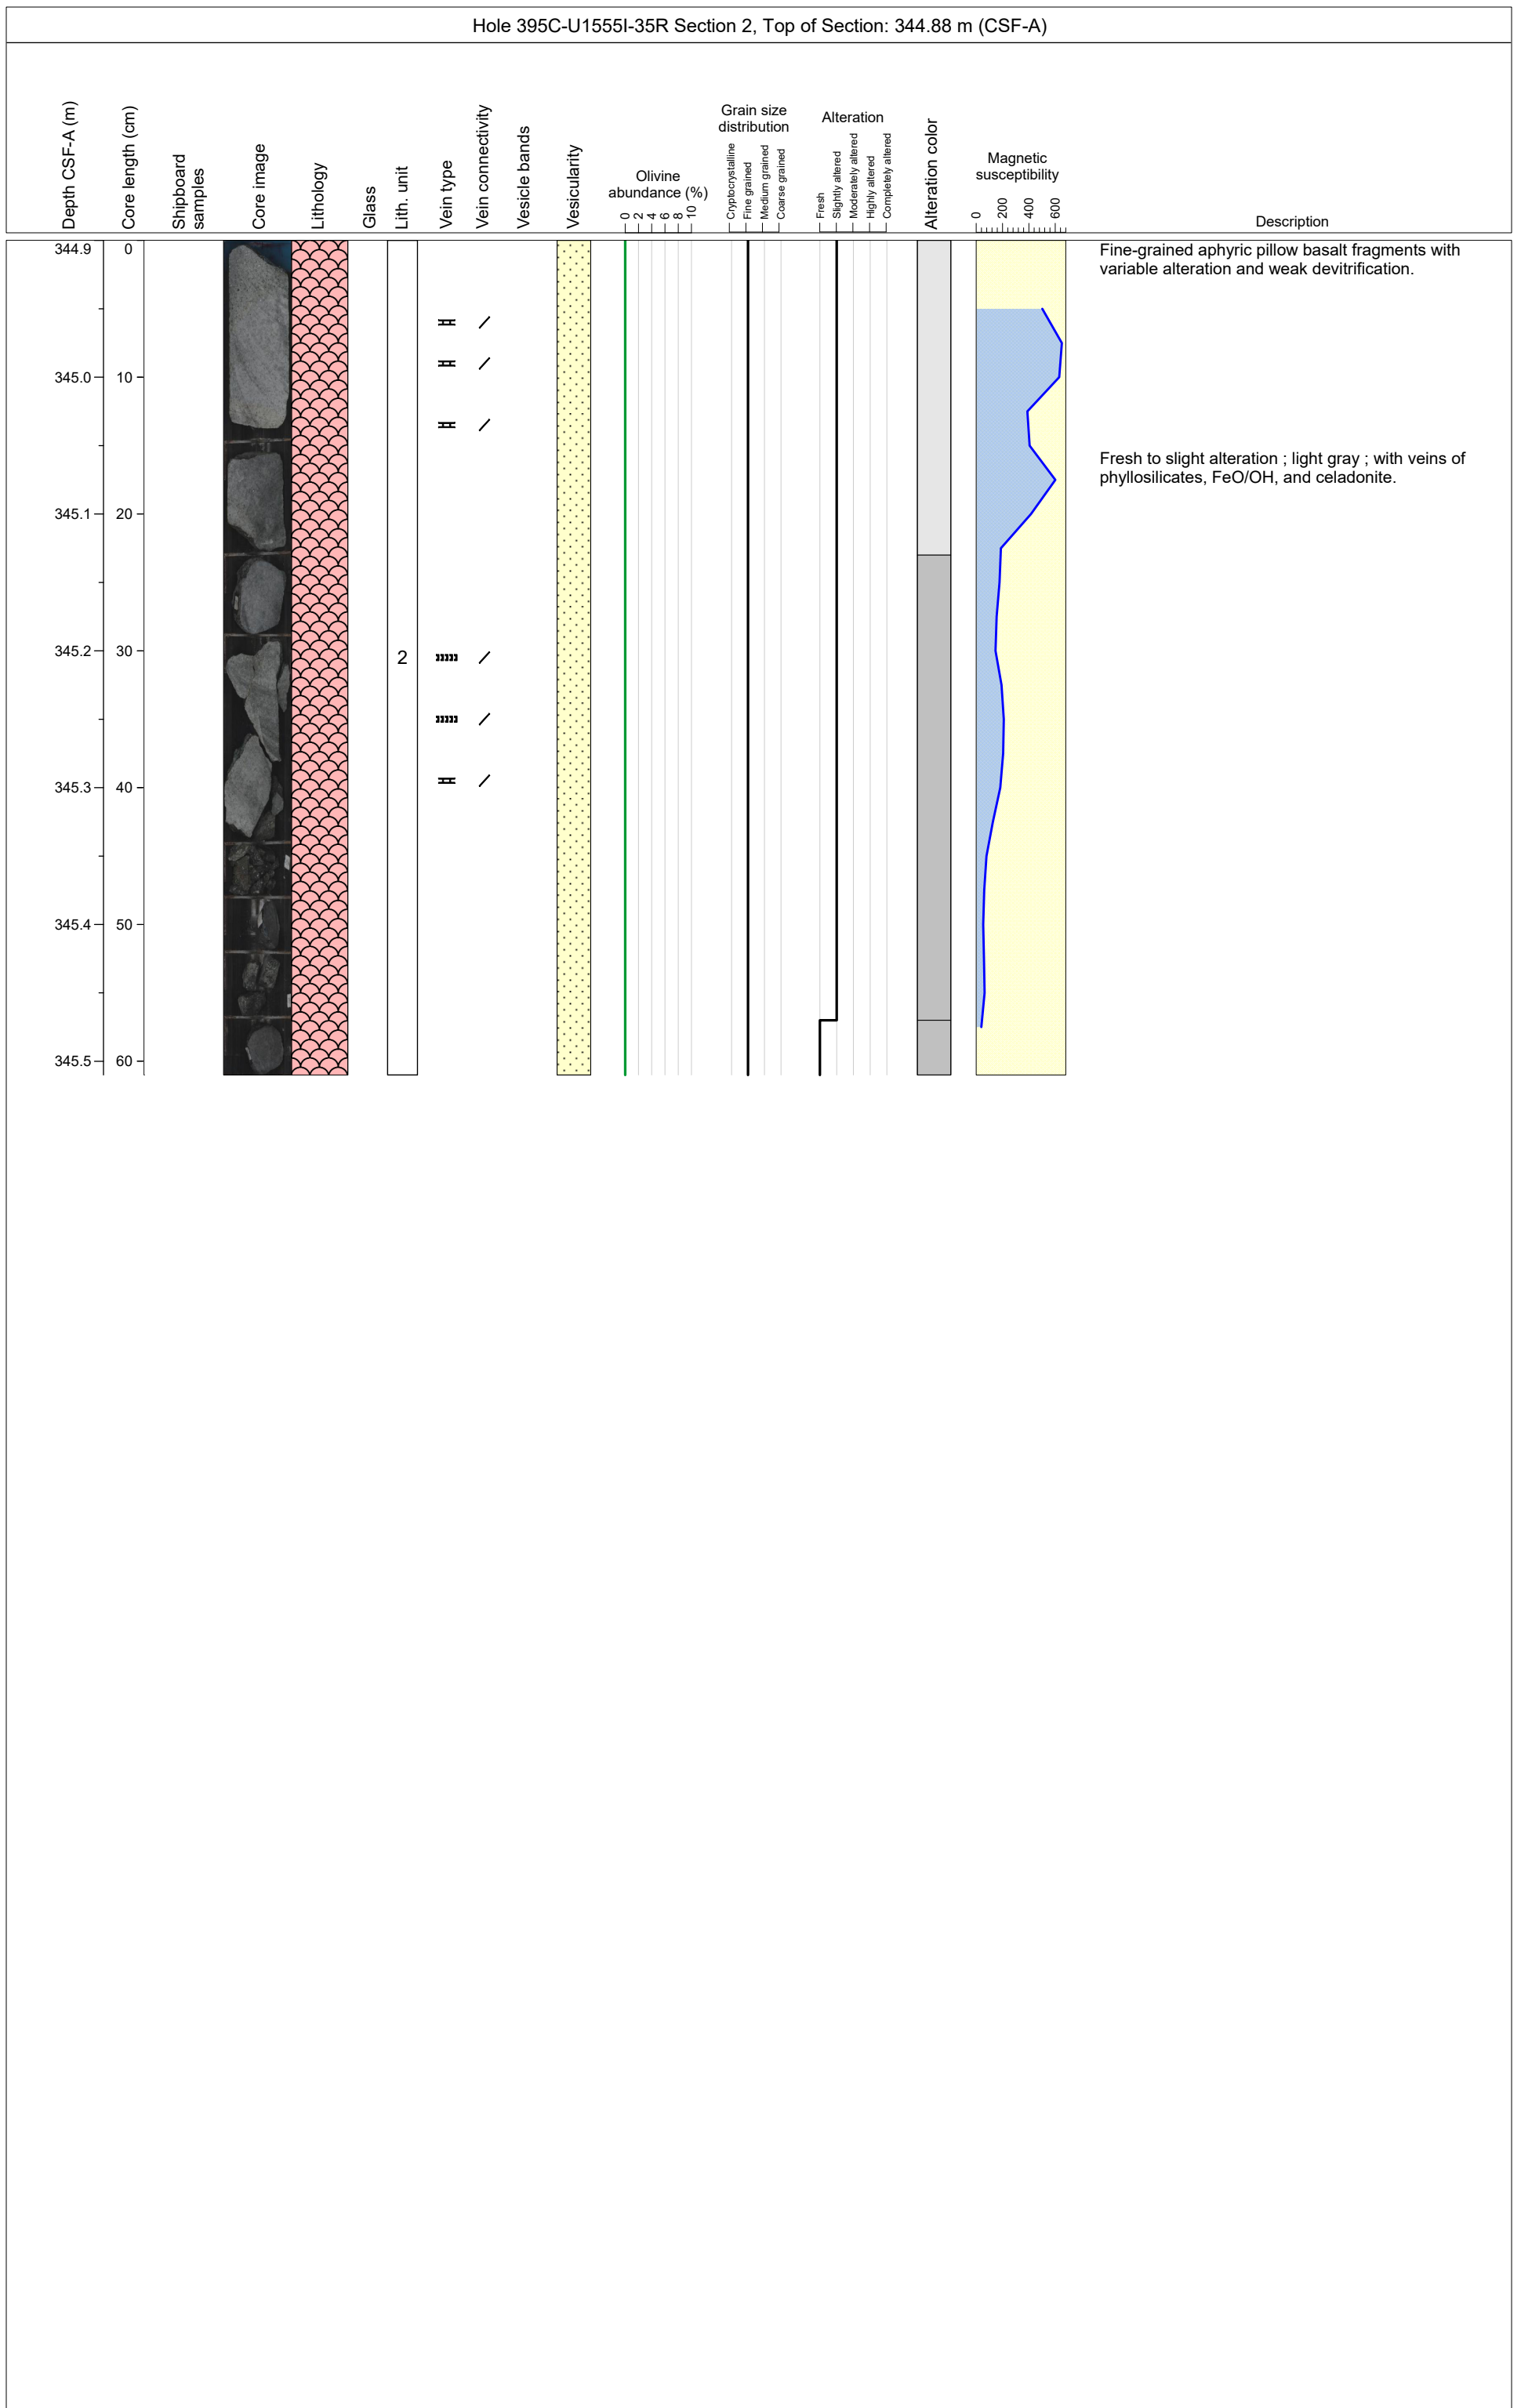 Hole 395C-U1555I-35R Section 2, Top of Section: 344.88 m (CSF-A)
Depth CSF-A (m)
Core length (cm)
Shipboard
samples
Core image
Lithology
Glass
Lith. unit
Vein type
Vein connectivity
Vesicle bands
Vesicularity
Olivine
abundance (%)
0 2 4 6 8 10
Grain size
distribution
Cryptocrystalline
Fine grained
Medium grained
Coarse grained
Alteration
Fresh
Slightly altered
Moderately altered
Highly altered
Completely altered
Alteration color
Magnetic
susceptibility
0 200 400 600
Description
344.9 0
Fine-grained aphyric pillow basalt fragments with
variable alteration and weak devitrification.
345.0 10
Fresh to slight alteration ; light gray ; with veins of
phyllosilicates, FeO/OH, and celadonite.
345.1 20
345.2 30 2
345.3 40
345.4 50
345.5 60